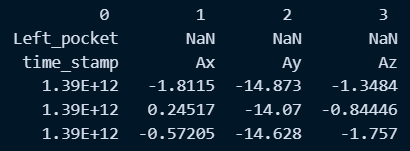 0 1 2 3
Left_pocket NaN NaN NaN
time_stamp Ax Ay Az
1.39E+12 -1.8115 -14.873 -1.3484
1.39E+12 0.24517 -14.07 -0.84446
1.39E+12 -0.57205 -14.628 -1.757